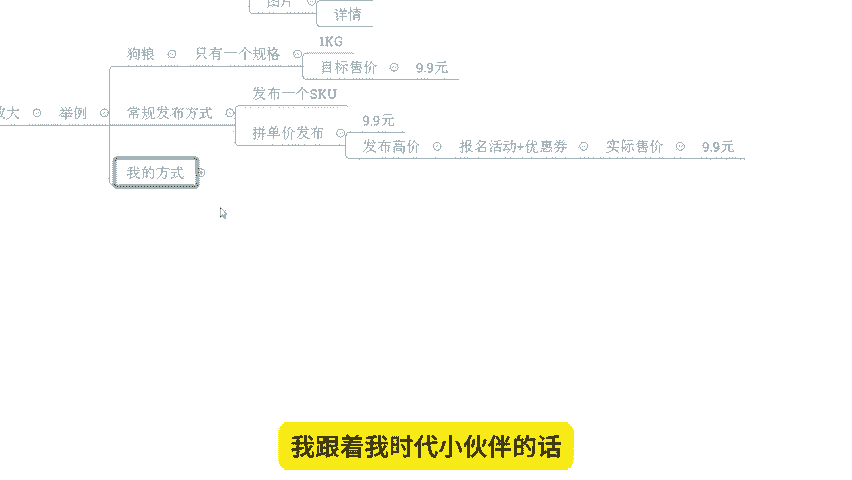 图片
详情
1KG
狗粮 只有一个规格
目标售价 9.9元
发布一个SKU
放大 举例 常规发布方式
9.9元
拼单价发布
发布高价 报名活动+优惠券 实际售价 9.9元
我的方式
我跟着我时代小伙伴的话